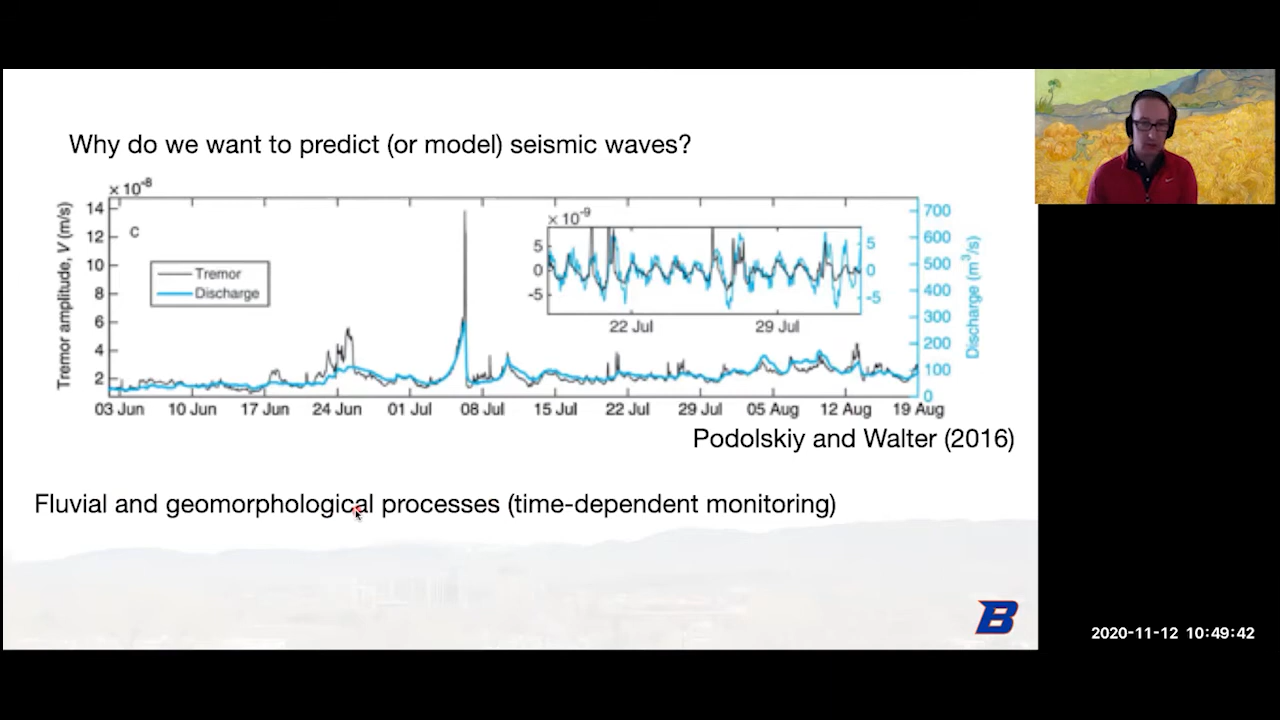 Why do we want to predict (or model) seismic waves?
× 10⁻⁸
14
12
10
8
6
4
2
Tremor amplitude, V (m/s)
C
Tremor
Discharge
× 10⁻⁹
5
0
-5
5
0
-5
22 Jul 29 Jul
700
600
500
400
300
200
100
0
Discharge (m³/s)
03 Jun 10 Jun 17 Jun 24 Jun 01 Jul 08 Jul 15 Jul 22 Jul 29 Jul 05 Aug 12 Aug 19 Aug
Podolskiy and Walter (2016)
Fluvial and geomorphological processes (time-dependent monitoring)
B
2020-11-12 10:49:42